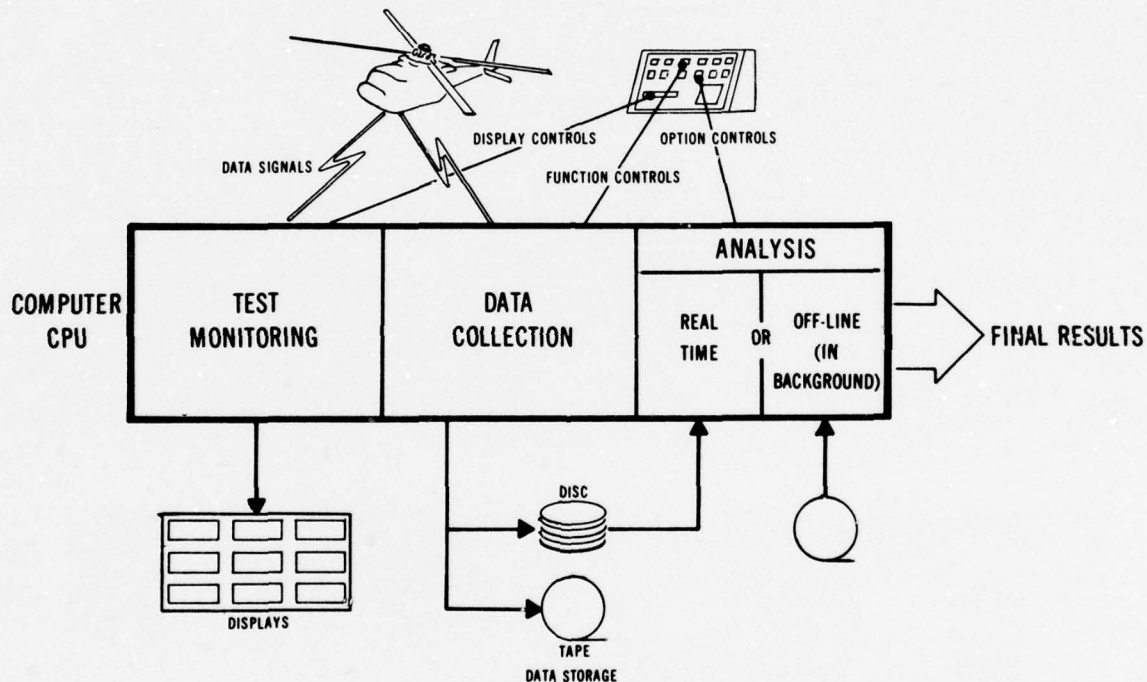 DATA SIGNALS
DISPLAY CONTROLS
FUNCTION CONTROLS
OPTION CONTROLS
COMPUTER
CPU
TEST
MONITORING
DATA
COLLECTION
ANALYSIS
REAL
TIME
OR
OFF-LINE
(IN
BACKGROUND)
FINAL RESULTS
DISPLAYS
DISC
TAPE
DATA STORAGE